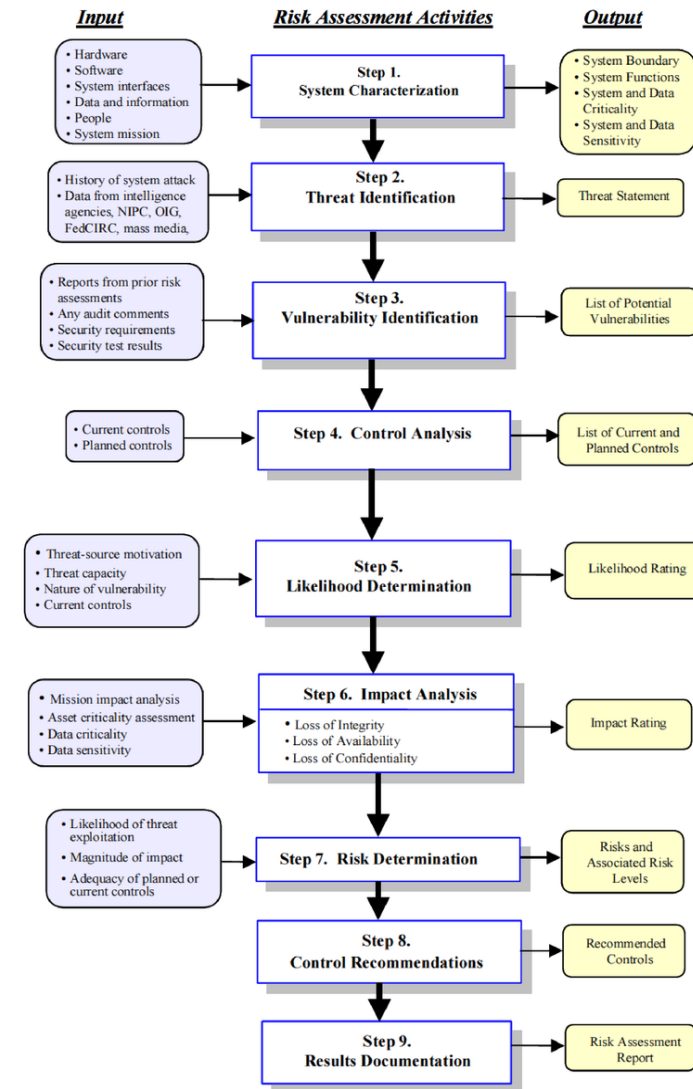 Input
Risk Assessment Activities
Output
• Hardware
• Software
• System interfaces
• Data and information
• People
• System mission
Step 1.
System Characterization
• System Boundary
• System Functions
• System and Data
Criticality
• System and Data
Sensitivity
• History of system attack
• Data from intelligence
agencies, NIPC, OIG,
FedCIRC, mass media,
Step 2.
Threat Identification
Threat Statement
• Reports from prior risk
assessments
• Any audit comments
• Security requirements
• Security test results
Step 3.
Vulnerability Identification
List of Potential
Vulnerabilities
• Current controls
• Planned controls
Step 4. Control Analysis
List of Current and
Planned Controls
• Threat-source motivation
• Threat capacity
• Nature of vulnerability
• Current controls
Step 5.
Likelihood Determination
Likelihood Rating
• Mission impact analysis
• Asset criticality assessment
• Data criticality
• Data sensitivity
Step 6. Impact Analysis
• Loss of Integrity
• Loss of Availability
• Loss of Confidentiality
Impact Rating
• Likelihood of threat
exploitation
• Magnitude of impact
• Adequacy of planned or
current controls
Step 7. Risk Determination
Risks and
Associated Risk
Levels
Step 8.
Control Recommendations
Recommended
Controls
Step 9.
Results Documentation
Risk Assessment
Report